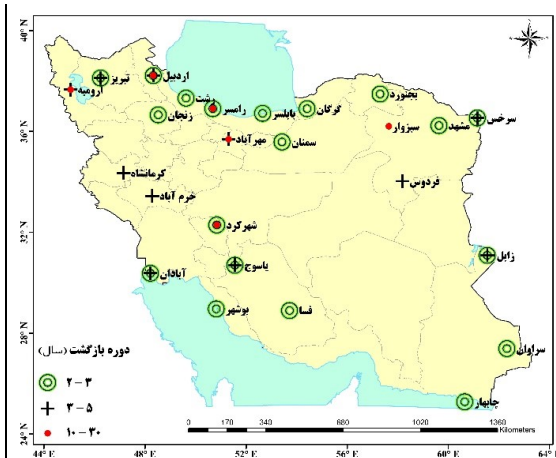 40° N
اردبیل
تبریز
ارومیه
رشت
رامسر
بابلسر
گرگان
بجنورد
زنجان
سرخس
مشهد
سبزوار
مهرآباد
سمنان
36° N
کرمانشاه
خرم آباد
فردوس
32° N
شهرکرد
یاسوج
آبادان
زابل
بوشهر
فسا
28° N
سراوان
چابهار
دوره بازگشت (سال)
۲ - ۳
۳ - ۵
۱۰ - ۳۰
0 170 340 680 1020 1360
Kilometers
24° N
44° E 48° E 52° E 56° E 60° E 64° E